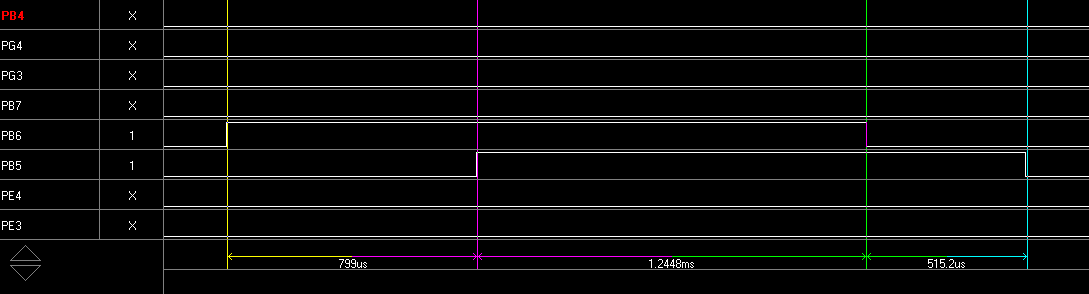 PB4 X
PG4 X
PG3 X
PB7 X
PB6 1
PB5 1
PE4 X
PE3 X
799us 1.2448ms 515.2us